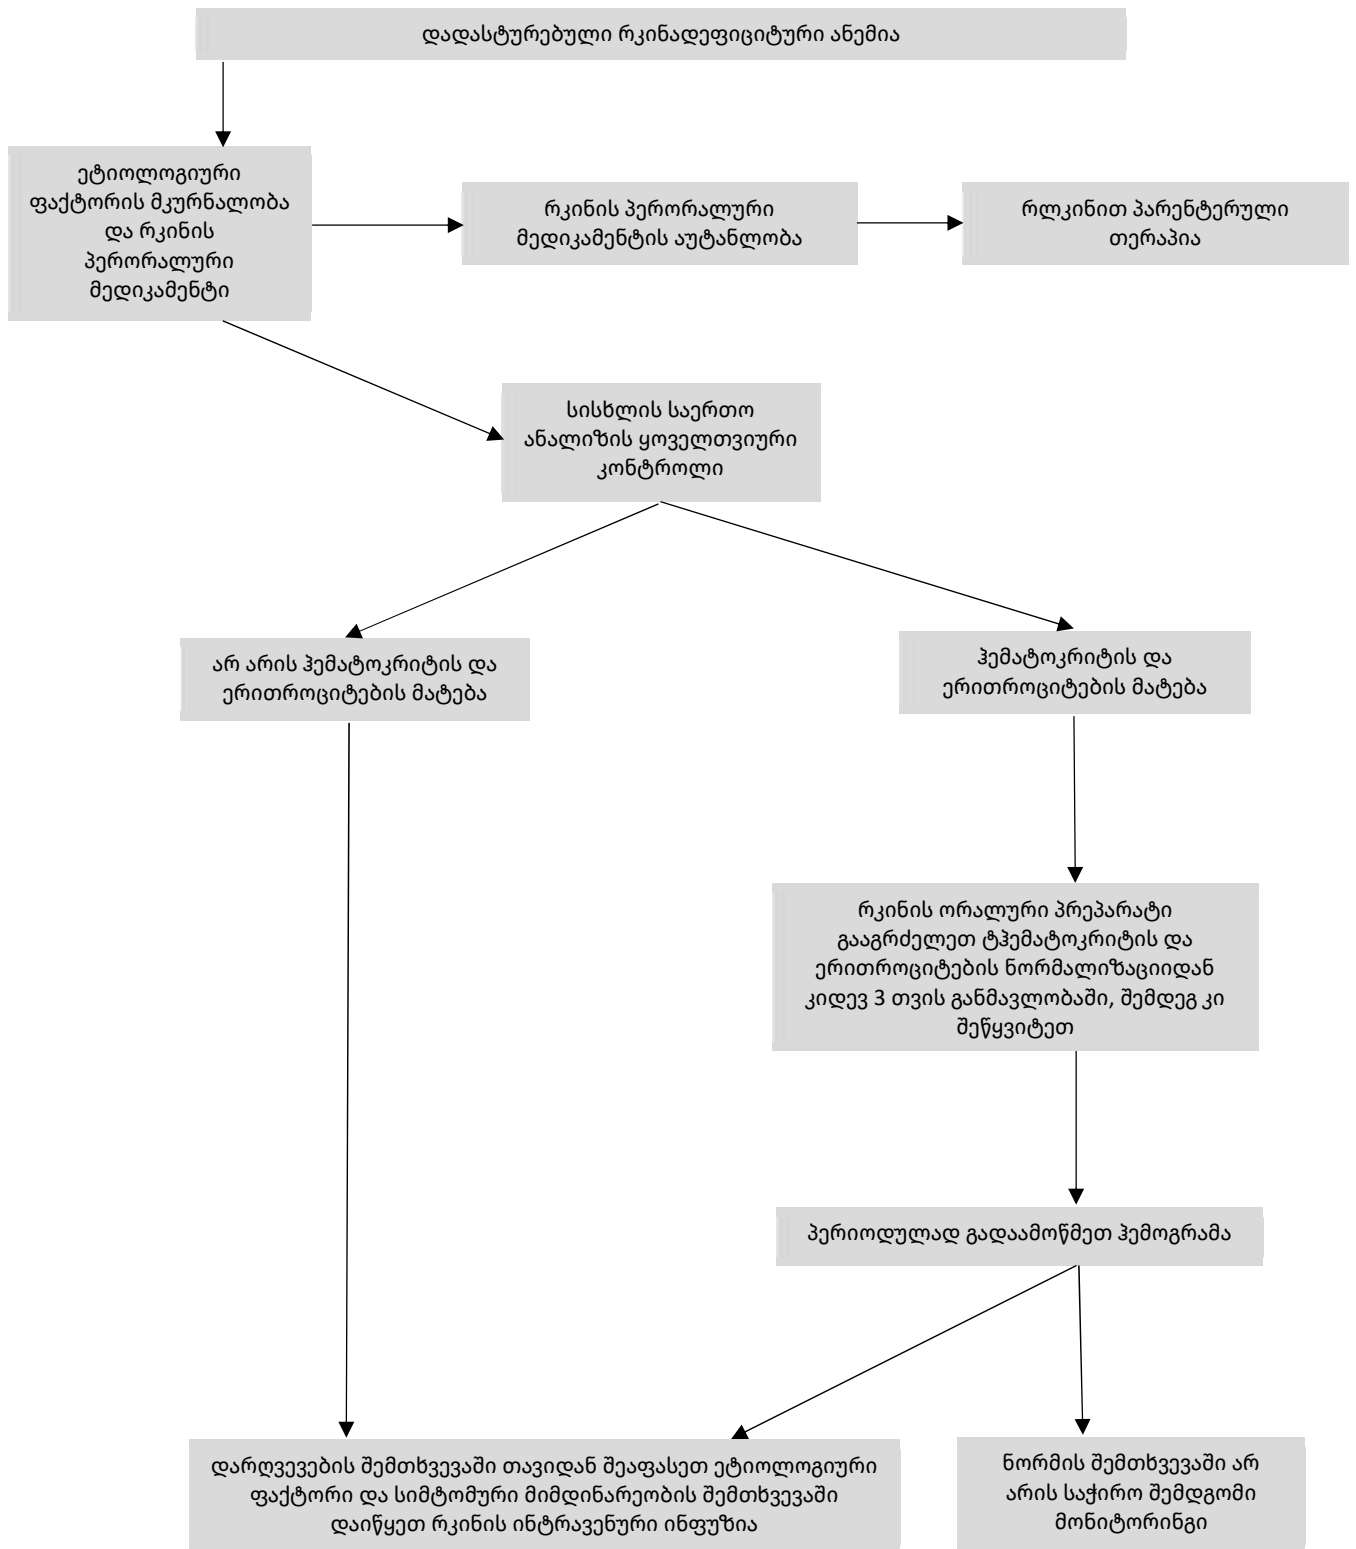 დადასტურებული რკინადეფიციტური ანემია
ეტიოლოგიური
ფაქტორის მკურნალობა
და რკინის
პერორალური
მედიკამენტი
რკინის პერორალური
მედიკამენტის აუტანლობა
რლკინით პარენტერული
თერაპია
სისხლის საერთო
ანალიზის ყოველთვიური
კონტროლი
არ არის ჰემატოკრიტის და
ერითროციტების მატება
ჰემატოკრიტის და
ერითროციტების მატება
რკინის ორალური პრეპარატი
გააგრძელეთ ტჰემატოკრიტის და
ერითროციტების ნორმალიზაციიდან
კიდევ 3 თვის განმავლობაში, შემდეგ კი
შეწყვიტეთ
პერიოდულად გადაამოწმეთ ჰემოგრამა
დარღვევების შემთხვევაში თავიდან შეაფასეთ ეტიოლოგიური
ფაქტორი და სიმტომური მიმდინარეობის შემთხვევაში
დაიწყეთ რკინის ინტრავენური ინფუზია
ნორმის შემთხვევაში არ
არის საჭირო შემდგომი
მონიტორინგი